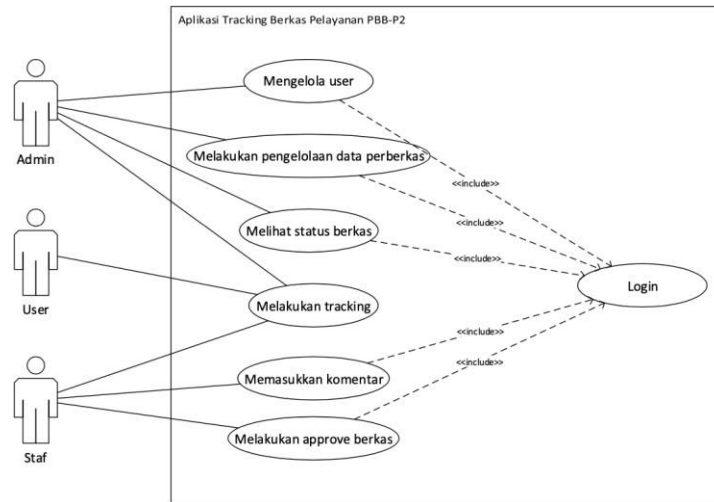 Aplikasi Tracking Berkas Pelayanan PBB-P2
Mengelola user
Admin
Melakukan pengelolaan data perberkas
<<include>>
Melihat status berkas
<<include>>
User
<<include>>
Login
Melakukan tracking
<<include>>
Memasukkan komentar
<<include>>
Staf
Melakukan approve berkas